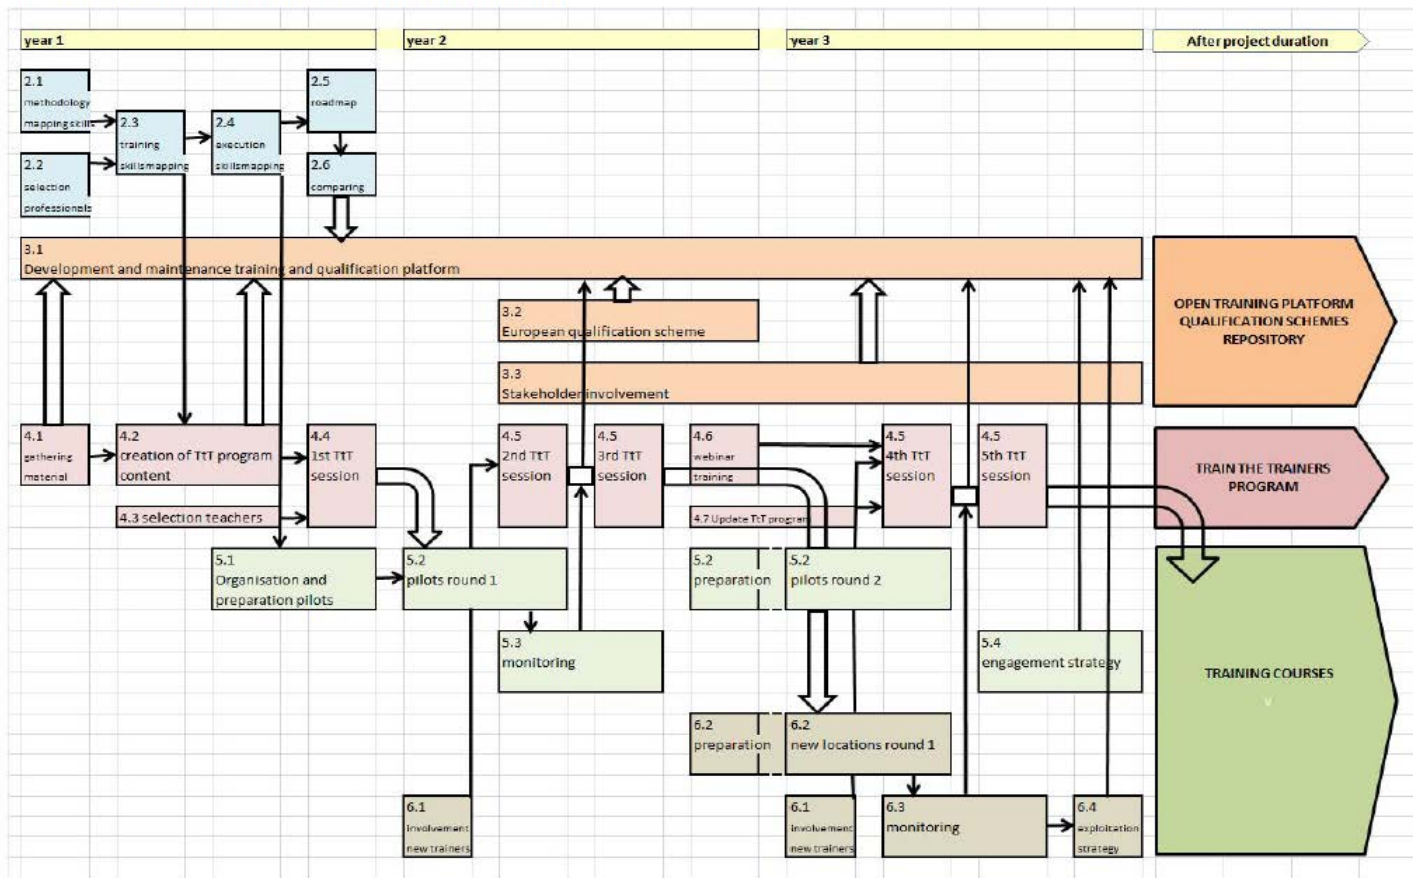 year 1
year 2
year 3
After project duration
2.1
methodology
mapping skills
2.2
selection
professionals
2.3
training
skillsmapping
2.4
execution
skillsmapping
2.5
roadmap
2.6
comparing
3.1
Development and maintenance training and qualification platform
3.2
European qualification scheme
3.3
Stakeholder involvement
OPEN TRAINING PLATFORM
QUALIFICATION SCHEMES
REPOSITORY
4.1
gathering
material
4.2
creation of TtT program
content
4.3 selection teachers
4.4
1st TtT
session
4.5
2nd TtT
session
4.5
3rd TtT
session
4.6
webinar
training
4.7 Update TtT program
4.5
4th TtT
session
4.5
5th TtT
session
TRAIN THE TRAINERS
PROGRAM
5.1
Organisation and
preparation pilots
5.2
pilots round 1
5.3
monitoring
5.2
preparation
5.2
pilots round 2
5.4
engagement strategy
TRAINING COURSES
v
6.2
preparation
6.2
new locations round 1
6.1
involvement
new trainers
6.1
involvement
new trainers
6.3
monitoring
6.4
exploitation
strategy